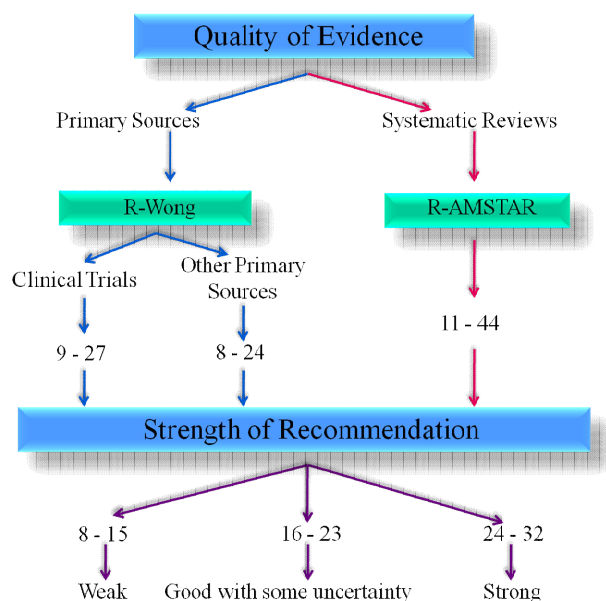 Quality of Evidence
Primary Sources
Systematic Reviews
R-Wong
R-AMSTAR
Clinical Trials
Other Primary
Sources
9 - 27
8 - 24
11 - 44
Strength of Recommendation
8 - 15
16 - 23
24 - 32
Weak
Good with some uncertainty
Strong